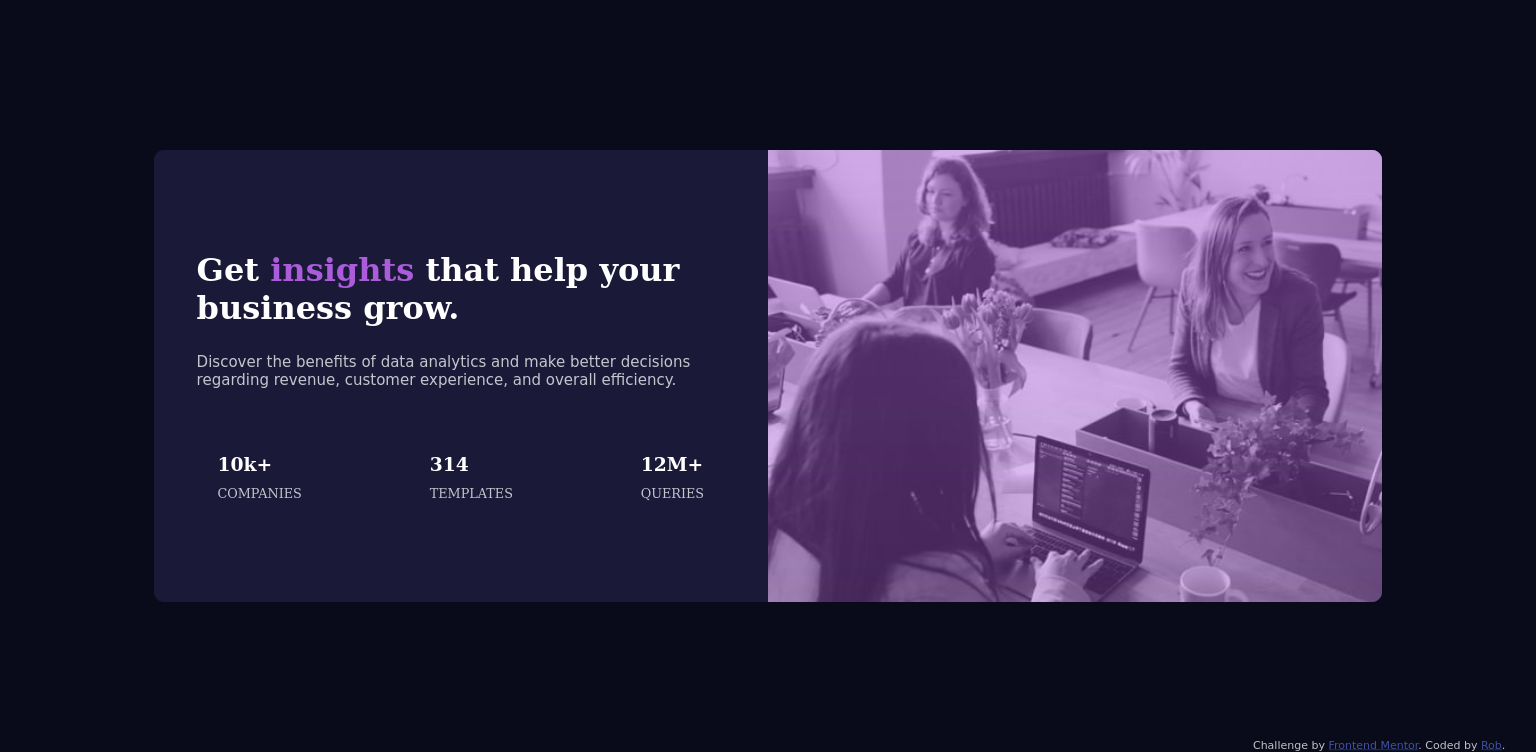 Get insights that help your
business grow.
Discover the benefits of data analytics and make better decisions
regarding revenue, customer experience, and overall efficiency.
10k+ 314 12M+
COMPANIES TEMPLATES QUERIES
Challenge by Frontend Mentor. Coded by Rob.